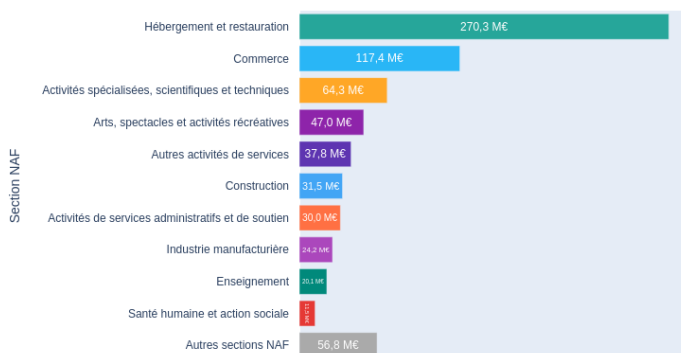 Section NAF
Hébergement et restauration 270,3 M€
Commerce 117,4 M€
Activités spécialisées, scientifiques et techniques 64,3 M€
Arts, spectacles et activités récréatives 47,0 M€
Autres activités de services 37,8 M€
Construction 31,5 M€
Activités de services administratifs et de soutien 30,0 M€
Industrie manufacturière 24,2 M€
Enseignement 20,1 M€
Santé humaine et action sociale
Autres sections NAF 56,8 M€